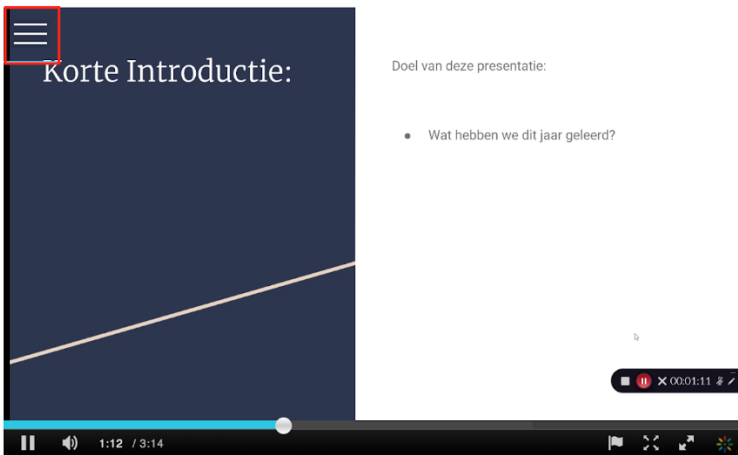 Korte Introductie:
Doel van deze presentatie:
● Wat hebben we dit jaar geleerd?
00:01:11
1:12 / 3:14